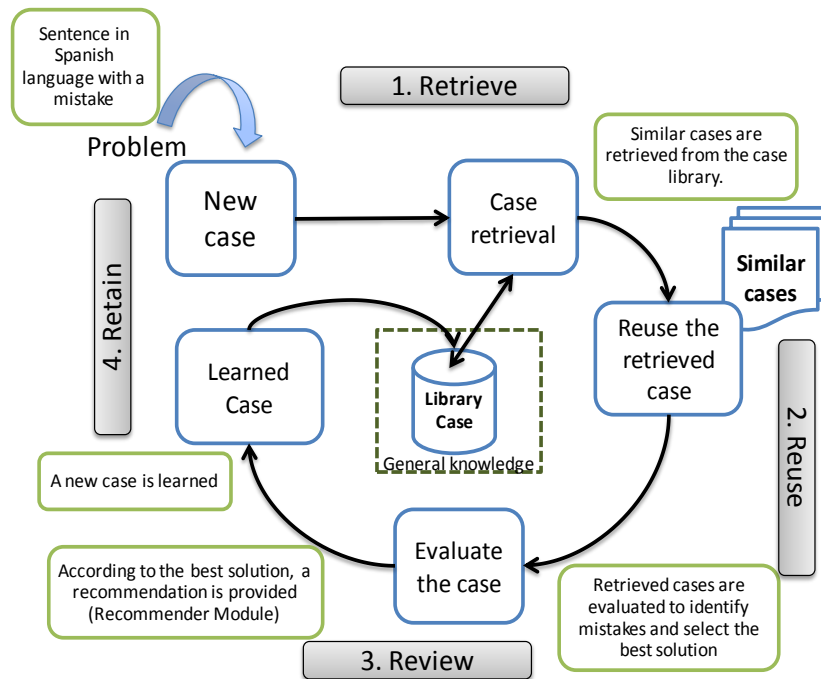 Sentence in
Spanish
language with a
mistake
Problem
1. Retrieve
New
case
Case
retrieval
Similar cases are
retrieved from the case
library.
Similar
cases
4. Retain
Learned
Case
Library
Case
General knowledge
Reuse the
retrieved
case
2. Reuse
A new case is learned
Evaluate
the case
According to the best solution, a
recommendation is provided
(Recommender Module)
Retrieved cases are
evaluated to identify
mistakes and select the
best solution
3. Review